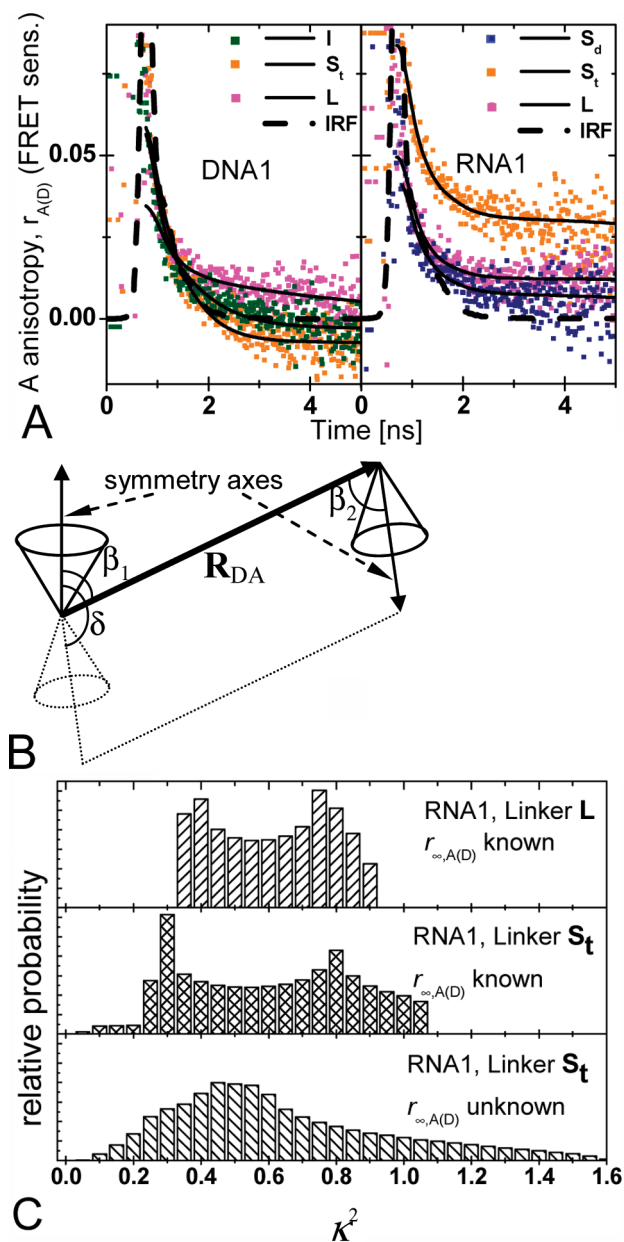 A anisotropy, r_A(D) (FRET sens.)
0.05
0.00
I
S_t
L
IRF
DNA1
S_d
S_t
L
IRF
RNA1
0 2 4 0 2 4
Time [ns]
A
symmetry axes
β₁
β₂
R_DA
δ
B
relative probability
RNA1, Linker L
r_∞,A(D) known
RNA1, Linker S_t
r_∞,A(D) known
RNA1, Linker S_t
r_∞,A(D) unknown
0.0 0.2 0.4 0.6 0.8 1.0 1.2 1.4 1.6
κ²
C